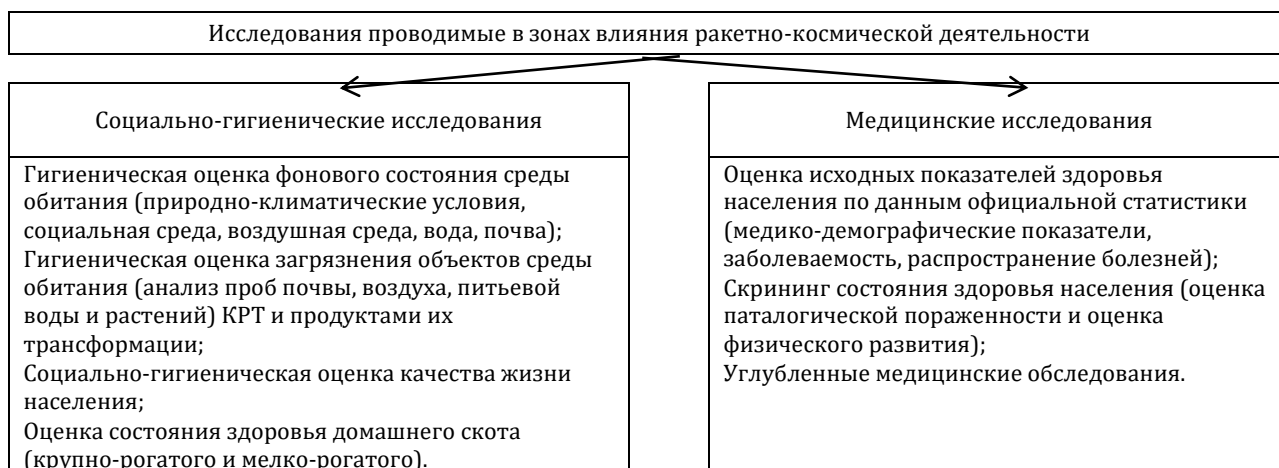 Исследования проводимые в зонах влияния ракетно-космической деятельности
Социально-гигиенические исследования
Гигиеническая оценка фонового состояния среды
обитания (природно-климатические условия,
социальная среда, воздушная среда, вода, почва);
Гигиеническая оценка загрязнения объектов среды
обитания (анализ проб почвы, воздуха, питьевой
воды и растений) КРТ и продуктами их
трансформации;
Социально-гигиеническая оценка качества жизни
населения;
Оценка состояния здоровья домашнего скота
(крупно-рогатого и мелко-рогатого).
Медицинские исследования
Оценка исходных показателей здоровья
населения по данным официальной статистики
(медико-демографические показатели,
заболеваемость, распространение болезней);
Скрининг состояния здоровья населения (оценка
паталогической пораженности и оценка
физического развития);
Углубленные медицинские обследования.